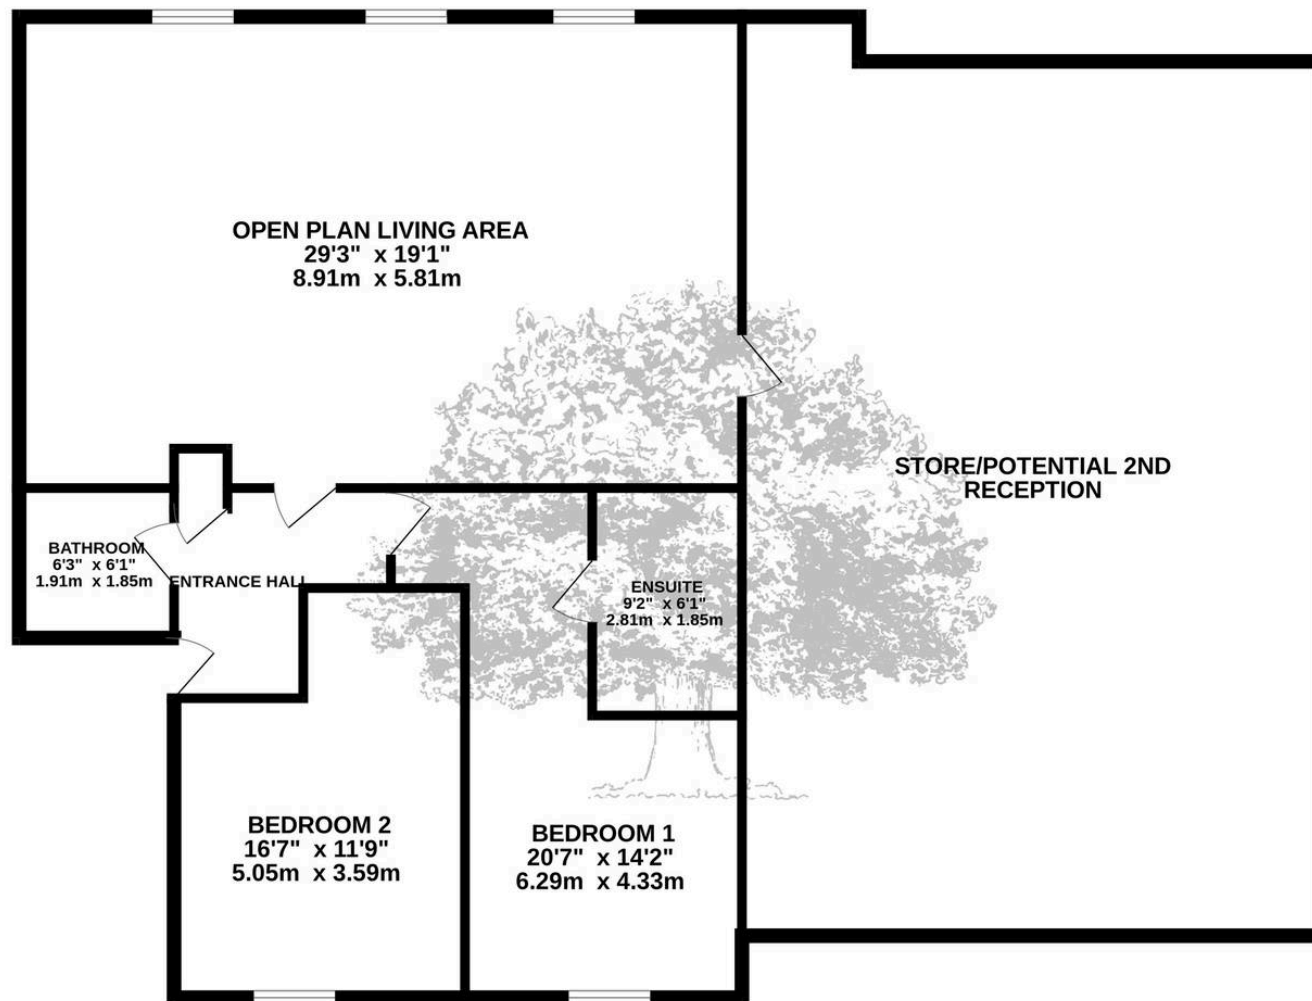 OPEN PLAN LIVING AREA
29'3" x 19'1"
8.91m x 5.81m
STORE/POTENTIAL 2ND
RECEPTION
BATHROOM
6'3" x 6'1"
1.91m x 1.85m
ENTRANCE HALL
ENSUITE
9'2" x 6'1"
2.81m x 1.85m
BEDROOM 2
16'7" x 11'9"
5.05m x 3.59m
BEDROOM 1
20'7" x 14'2"
6.29m x 4.33m